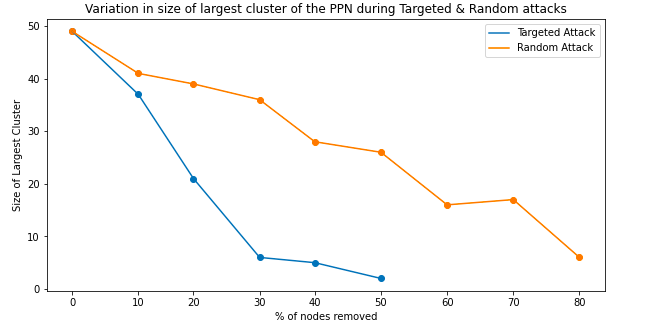 Variation in size of largest cluster of the PPN during Targeted & Random attacks
Targeted Attack
Random Attack
Size of Largest Cluster
50
40
30
20
10
0
0 10 20 30 40 50 60 70 80
% of nodes removed